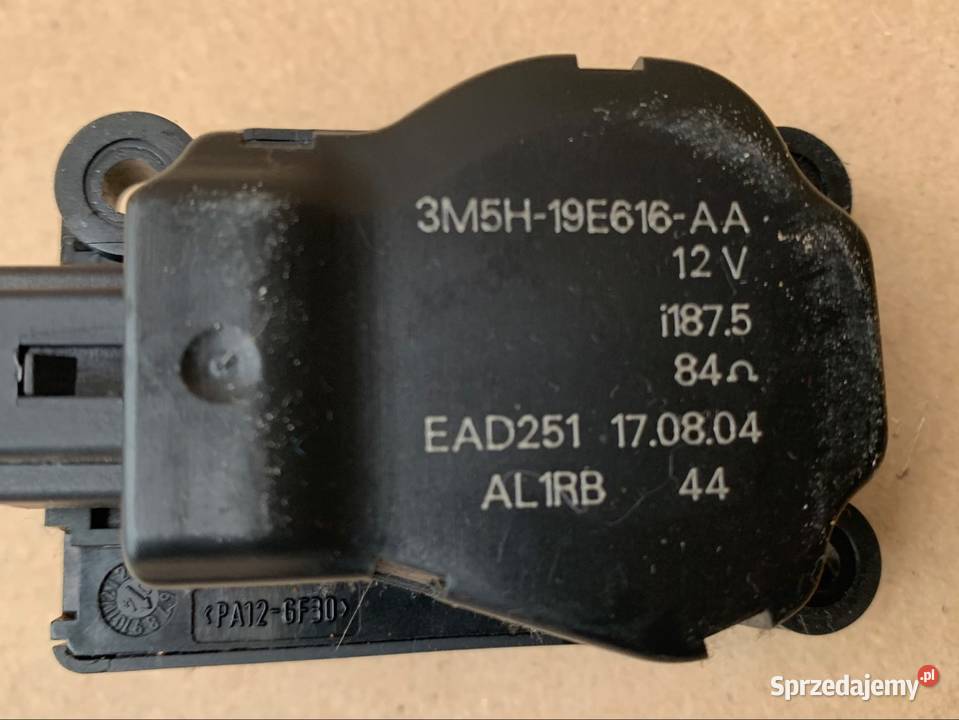 3M5H-19E616-AA
12 V
i187.5
84Ω
EAD251 17.08.04
AL1RB 44
<PA12-GF30>
Sprzedajemy.pl